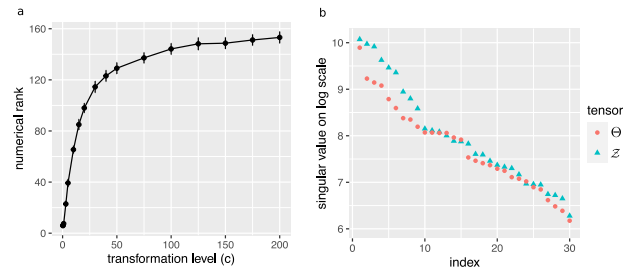 a
numerical rank
160
120
80
40
0
0
50
100
150
200
transformation level (c)
b
singular value on log scale
10
9
8
7
6
0
10
20
30
index
tensor
Θ
𝒵